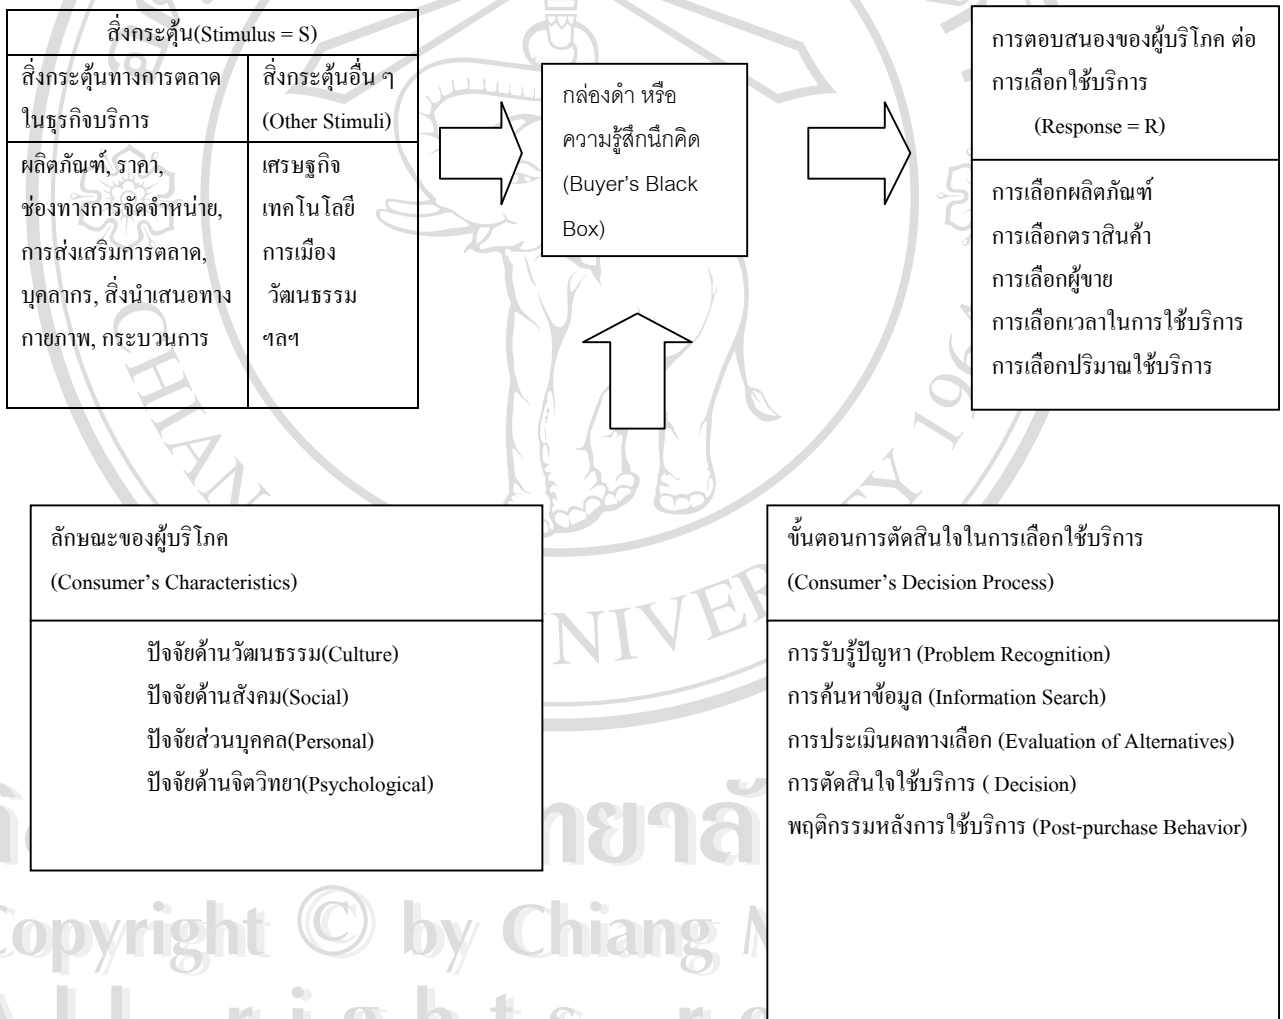 สิ่งกระตุ้น(Stimulus = S)
สิ่งกระตุ้นทางการตลาด
ในธุรกิจบริการ
สิ่งกระตุ้นอื่น ๆ
(Other Stimuli)
ผลิตภัณฑ์, ราคา,
ช่องทางการจัดจำหน่าย,
การส่งเสริมการตลาด,
บุคลากร, สิ่งนำเสนอทาง
กายภาพ, กระบวนการ
เศรษฐกิจ
เทคโนโลยี
การเมือง
วัฒนธรรม
ฯลฯ
กล่องดำ หรือ
ความรู้สึกนึกคิด
(Buyer's Black
Box)
การตอบสนองของผู้บริโภค ต่อ
การเลือกใช้บริการ
(Response = R)
การเลือกผลิตภัณฑ์
การเลือกตราสินค้า
การเลือกผู้ขาย
การเลือกเวลาในการใช้บริการ
การเลือกปริมาณใช้บริการ
ลักษณะของผู้บริโภค
(Consumer's Characteristics)
ปัจจัยด้านวัฒนธรรม(Culture)
ปัจจัยด้านสังคม(Social)
ปัจจัยส่วนบุคคล(Personal)
ปัจจัยด้านจิตวิทยา(Psychological)
ขั้นตอนการตัดสินใจในการเลือกใช้บริการ
(Consumer's Decision Process)
การรับรู้ปัญหา (Problem Recognition)
การค้นหาข้อมูล (Information Search)
การประเมินผลทางเลือก (Evaluation of Alternatives)
การตัดสินใจใช้บริการ ( Decision)
พฤติกรรมหลังการใช้บริการ (Post-purchase Behavior)
Copyright © by Chiang